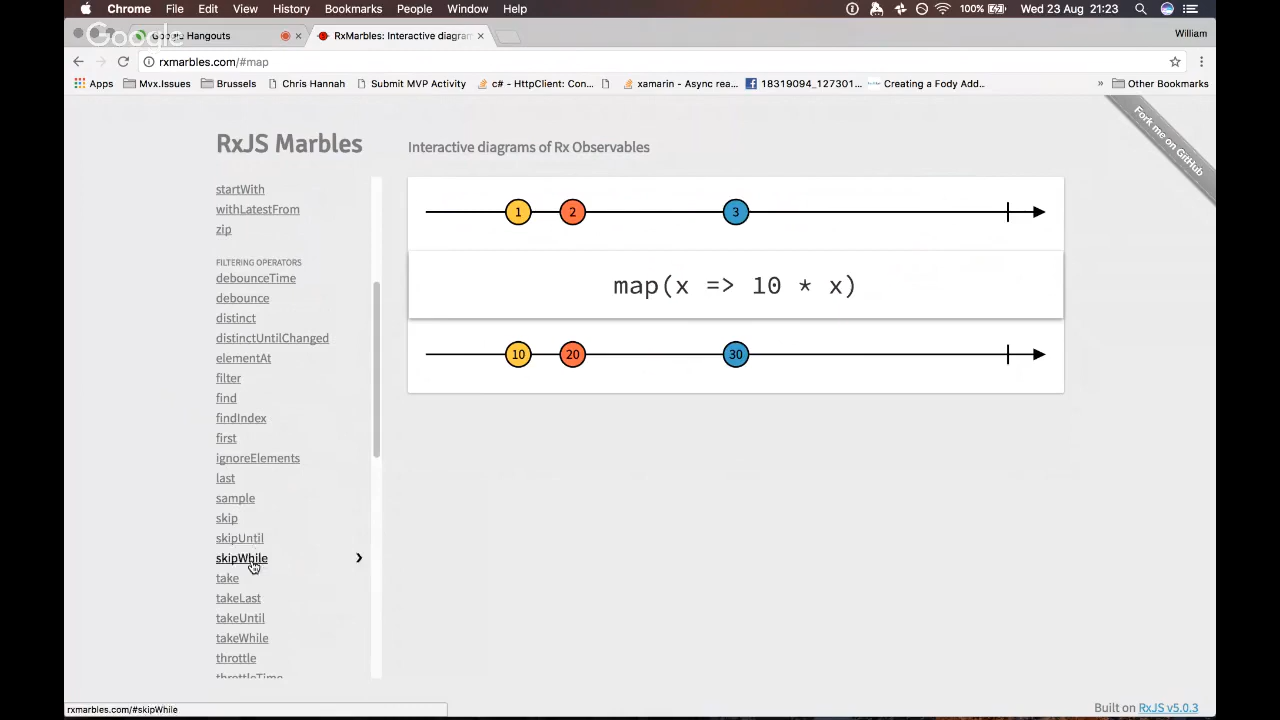 Chrome File Edit View History Bookmarks People Window Help 100% Wed 23 Aug 21:23
Google
Google Hangouts RxMarbles: Interactive diagram William
rxmarbles.com/#map
Apps Mvx.Issues Brussels Chris Hannah Submit MVP Activity c# - HttpClient: Con... xamarin - Async rea... 18319094_127301... Creating a Fody Add... » Other Bookmarks
Fork me on GitHub
RxJS Marbles Interactive diagrams of Rx Observables
startWith
withLatestFrom
zip
FILTERING OPERATORS
debounceTime
debounce
distinct
distinctUntilChanged
elementAt
filter
find
findIndex
first
ignoreElements
last
sample
skip
skipUntil
skipWhile ›
take
takeLast
takeUntil
takeWhile
throttle
throttleTime
1 2 3
map(x => 10 * x)
10 20 30
rxmarbles.com/#skipWhile
Built on RxJS v5.0.3